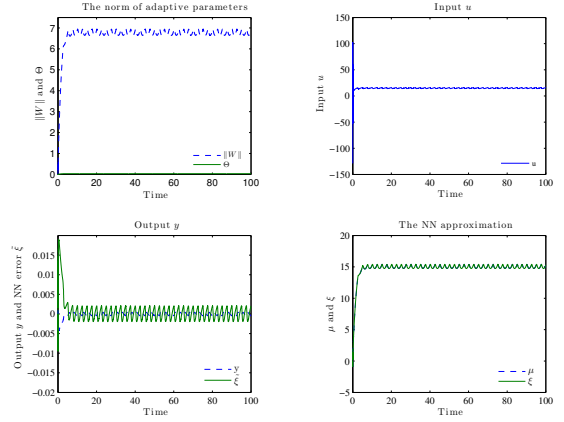 The norm of adaptive parameters
‖W‖ and Θ
7
6
5
4
3
2
1
0
0 20 40 60 80 100
Time
‖W‖
Θ
Input u
Input u
150
100
50
0
−50
−100
−150
0 20 40 60 80 100
Time
u
Output y
Output y and NN error ξ̃
0.015
0.01
0.005
0
−0.005
−0.01
−0.015
−0.02
0 20 40 60 80 100
Time
y
ξ̃
The NN approximation
μ and ξ
20
15
10
5
0
−5
0 20 40 60 80 100
Time
μ
ξ